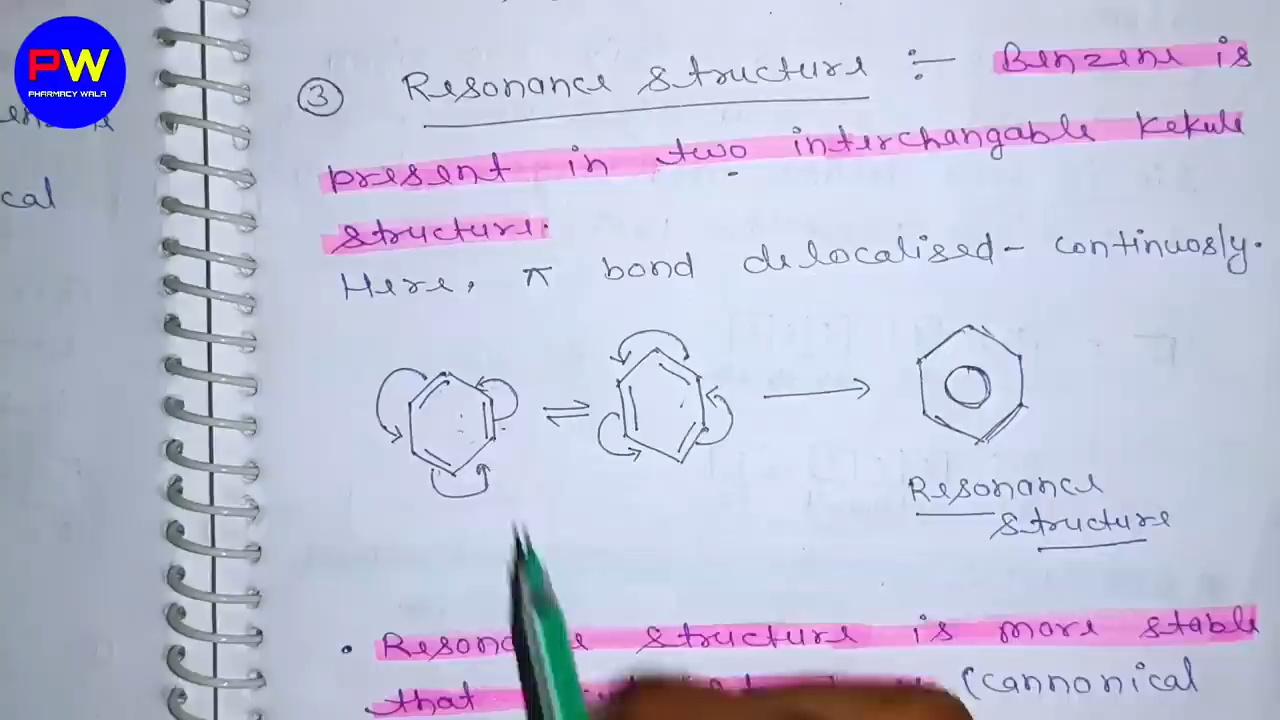 PW
PHARMACY WALA
cal
③ Resonance Structure ÷ Benzene is
present in two interchangable Kekule
structure.
Here, π bond delocalised - continuosly.
Resonance
Structure
• Structure is more stable
that (cannonical